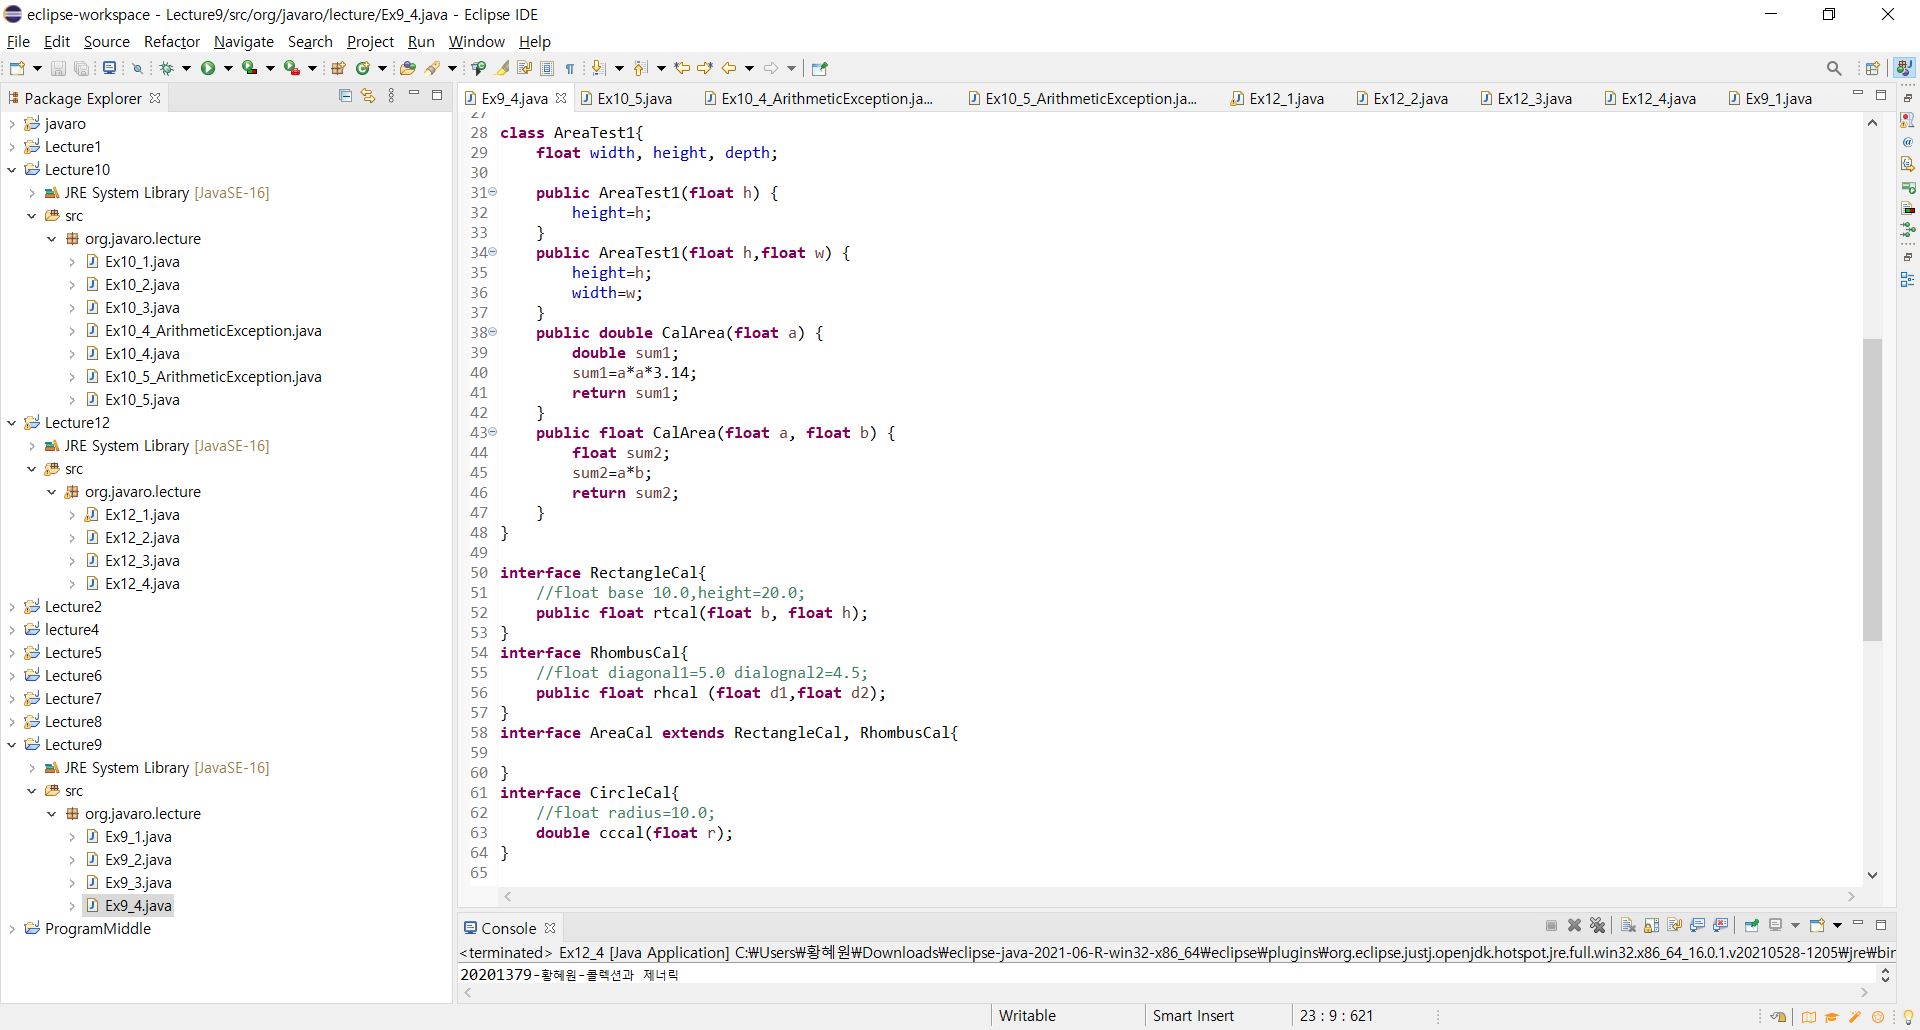 eclipse-workspace - Lecture9/src/org/javaro/lecture/Ex9_4.java - Eclipse IDE
File Edit Source Refactor Navigate Search Project Run Window Help
Package Explorer
javaro
Lecture1
Lecture10
JRE System Library [JavaSE-16]
src
org.javaro.lecture
Ex10_1.java
Ex10_2.java
Ex10_3.java
Ex10_4_ArithmeticException.java
Ex10_4.java
Ex10_5_ArithmeticException.java
Ex10_5.java
Lecture12
JRE System Library [JavaSE-16]
src
org.javaro.lecture
Ex12_1.java
Ex12_2.java
Ex12_3.java
Ex12_4.java
Lecture2
lecture4
Lecture5
Lecture6
Lecture7
Lecture8
Lecture9
JRE System Library [JavaSE-16]
src
org.javaro.lecture
Ex9_1.java
Ex9_2.java
Ex9_3.java
Ex9_4.java
ProgramMiddle
Ex9_4.java Ex10_5.java Ex10_4_ArithmeticException.ja... Ex10_5_ArithmeticException.ja... Ex12_1.java Ex12_2.java Ex12_3.java Ex12_4.java Ex9_1.java
27
28 class AreaTest1{
29 float width, height, depth;
30
31 public AreaTest1(float h) {
32 height=h;
33 }
34 public AreaTest1(float h,float w) {
35 height=h;
36 width=w;
37 }
38 public double CalArea(float a) {
39 double sum1;
40 sum1=a*a*3.14;
41 return sum1;
42 }
43 public float CalArea(float a, float b) {
44 float sum2;
45 sum2=a*b;
46 return sum2;
47 }
48 }
49
50 interface RectangleCal{
51 //float base 10.0,height=20.0;
52 public float rtcal(float b, float h);
53 }
54 interface RhombusCal{
55 //float diagonal1=5.0 dialognal2=4.5;
56 public float rhcal (float d1,float d2);
57 }
58 interface AreaCal extends RectangleCal, RhombusCal{
59
60 }
61 interface CircleCal{
62 //float radius=10.0;
63 double cccal(float r);
64 }
65
Console
<terminated> Ex12_4 [Java Application] C:₩Users₩황혜원₩Downloads₩eclipse-java-2021-06-R-win32-x86_64₩eclipse₩plugins₩org.eclipse.justj.openjdk.hotspot.jre.full.win32.x86_64_16.0.1.v20210528-1205₩jre₩bin
20201379-황혜원-콜렉션과 제너릭
Writable Smart Insert 23 : 9 : 621